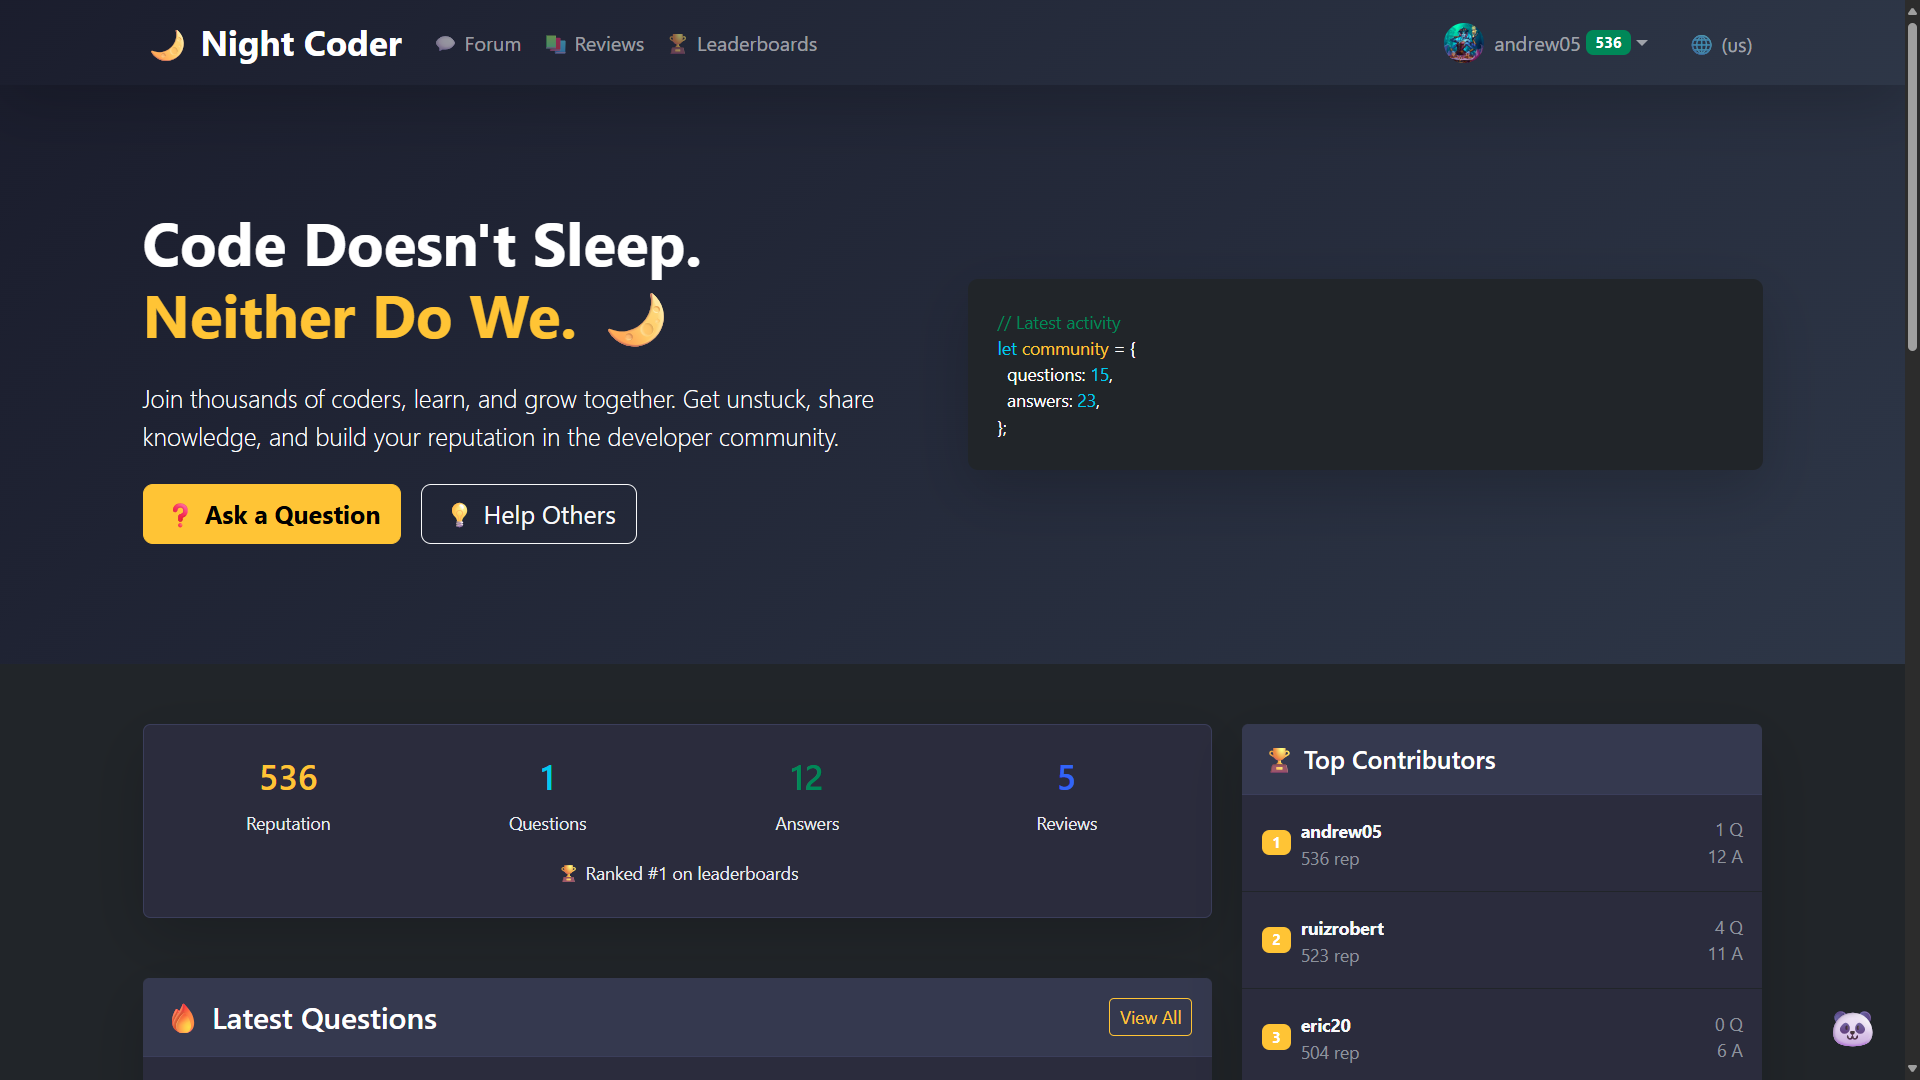 Night Coder
Forum
Reviews
Leaderboards
andrew05 536
(us)
Code Doesn't Sleep.
Neither Do We.
Join thousands of coders, learn, and grow together. Get unstuck, share
knowledge, and build your reputation in the developer community.
Ask a Question
Help Others
// Latest activity
let community = {
questions: 15,
answers: 23,
};
536
Reputation
1
Questions
12
Answers
5
Reviews
Ranked #1 on leaderboards
Latest Questions
View All
Top Contributors
1
andrew05
536 rep
1 Q
12 A
2
ruizrobert
523 rep
4 Q
11 A
3
eric20
504 rep
0 Q
6 A